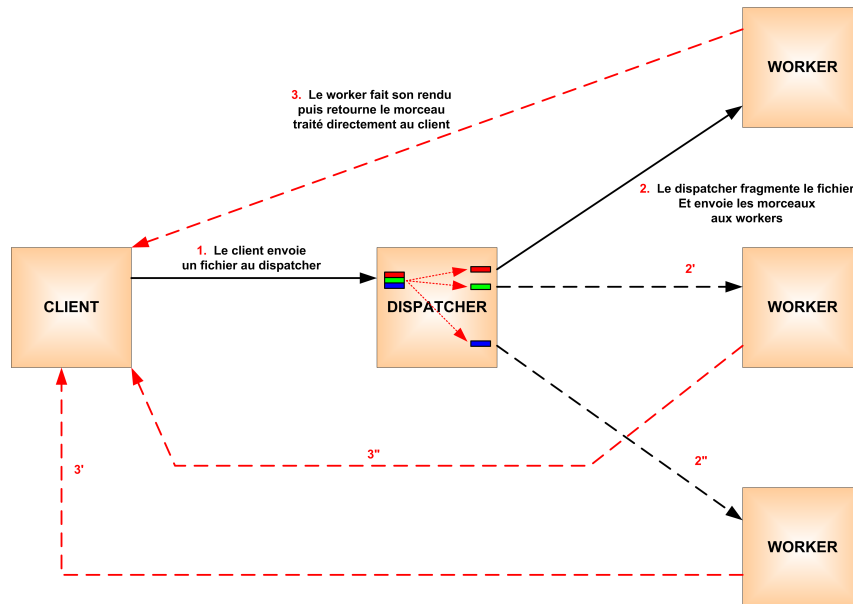 WORKER
3. Le worker fait son rendu
puis retourne le morceau
traité directement au client
2. Le dispatcher fragmente le fichier
Et envoie les morceaux
aux workers
1. Le client envoie
un fichier au dispatcher
2'
CLIENT
DISPATCHER
WORKER
3''
3'
2''
WORKER